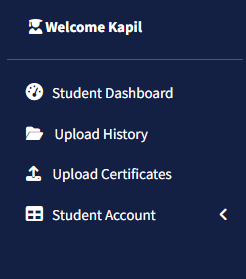 Welcome Kapil
Student Dashboard
Upload History
Upload Certificates
Student Account